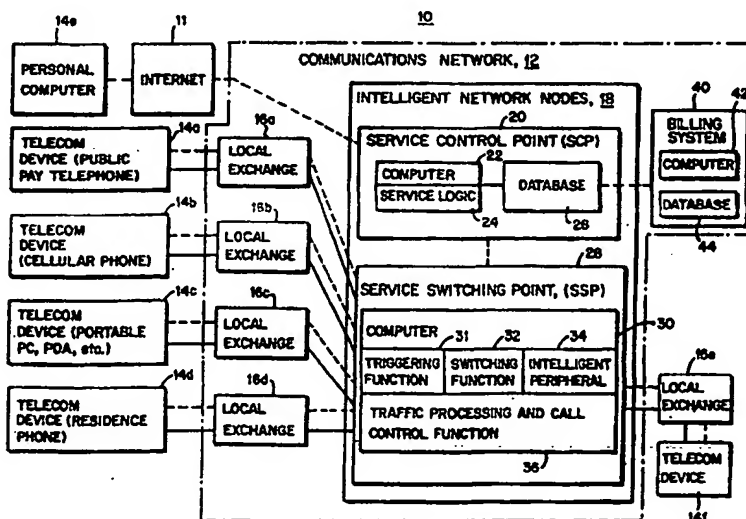 10
14e
11
PERSONAL
COMPUTER
INTERNET
COMMUNICATIONS NETWORK, 12
INTELLIGENT NETWORK NODES, 18
20
SERVICE CONTROL POINT (SCP)
22
COMPUTER
SERVICE LOGIC
24
DATABASE
26
40
42
BILLING
SYSTEM
COMPUTER
DATABASE
44
14a
TELECOM
DEVICE (PUBLIC
PAY TELEPHONE)
16a
LOCAL
EXCHANGE
14b
TELECOM
DEVICE
(CELLULAR PHONE)
16b
LOCAL
EXCHANGE
14c
TELECOM
DEVICE (PORTABLE
PC, PDA, etc.)
16c
LOCAL
EXCHANGE
14d
TELECOM
DEVICE (RESIDENCE
PHONE)
16d
LOCAL
EXCHANGE
28
SERVICE SWITCHING POINT, (SSP)
COMPUTER
30
31
32
34
TRIGGERING
FUNCTION
SWITCHING
FUNCTION
INTELLIGENT
PERIPHERAL
TRAFFIC PROCESSING AND CALL
CONTROL FUNCTION
36
16e
LOCAL
EXCHANGE
TELECOM
DEVICE
14f